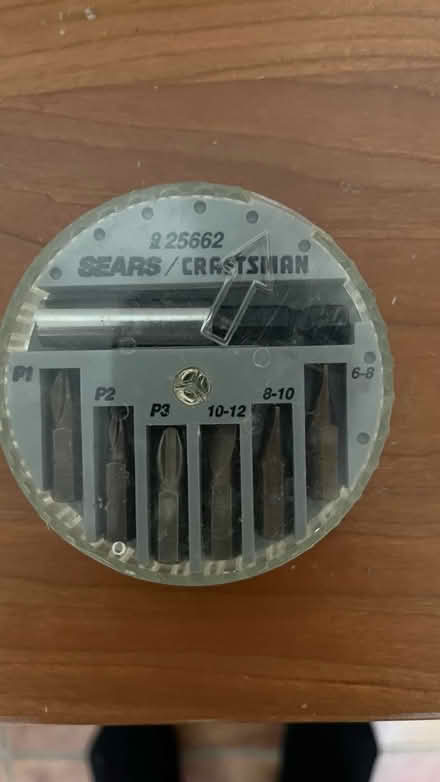 9 25662
SEARS/CRAFTSMAN
P1
P2
P3
10-12
8-10
6-8